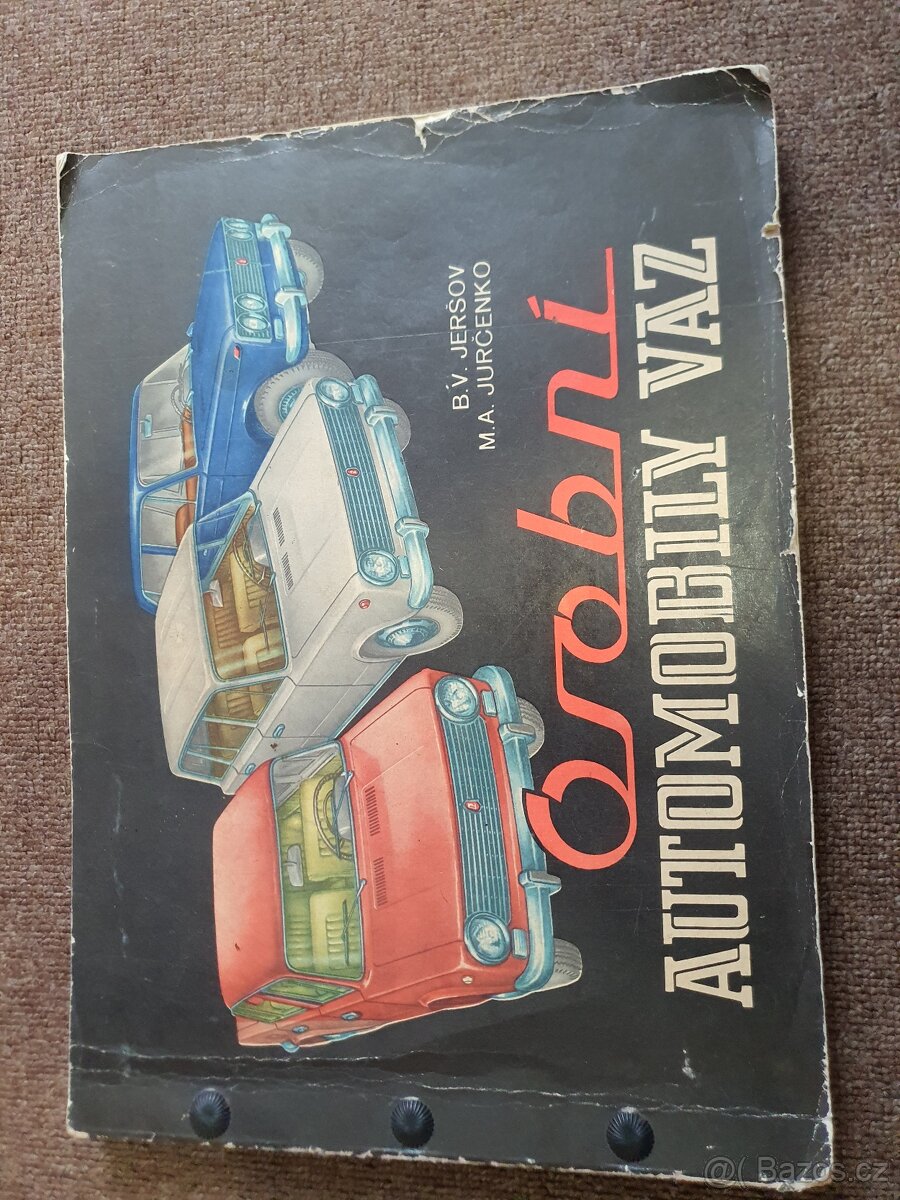 B.V. JERŠOV
M.A. JURČENKO
Osobní
AUTOMOBILY VAZ
@( Bazos.cz